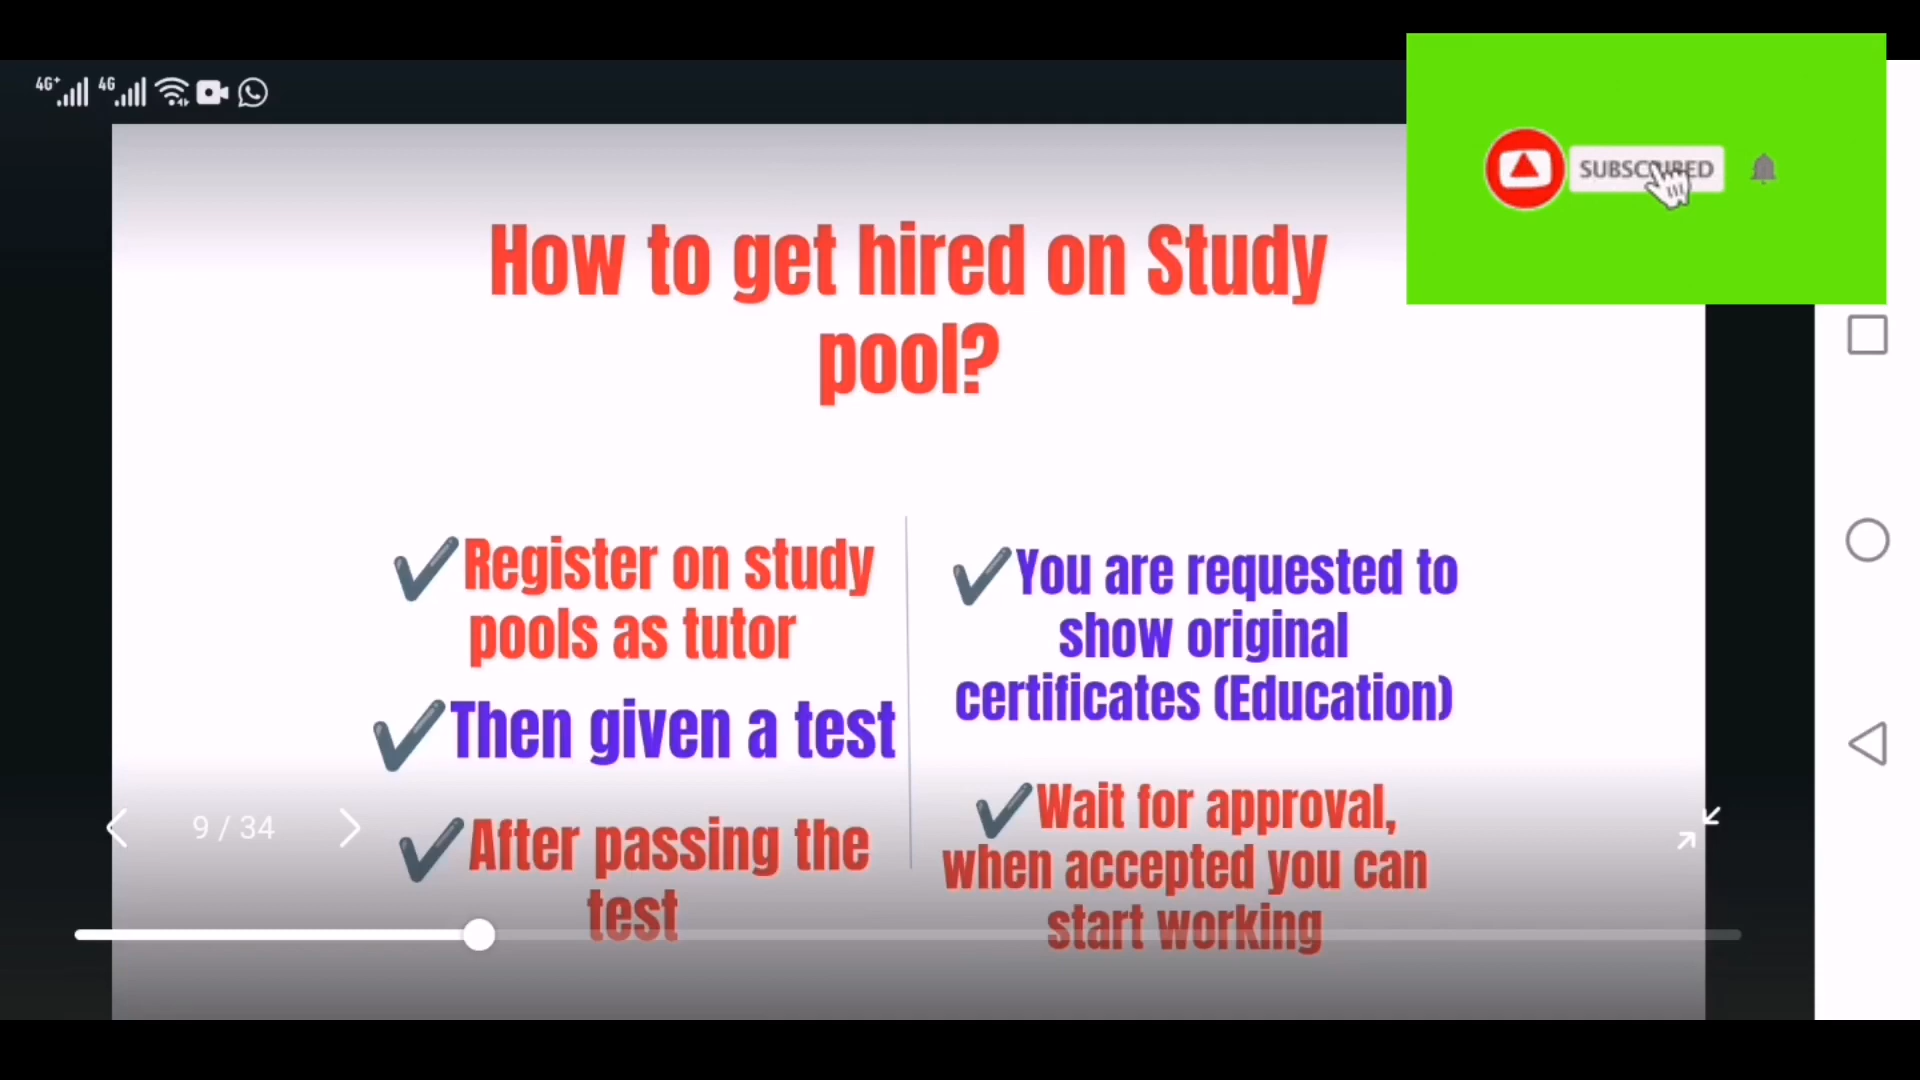 4G+ 4G
SUBSCRIBED
How to get hired on Study
pool?
✔Register on study
pools as tutor
✔Then given a test
✔After passing the
test
✔You are requested to
show original
certificates (Education)
✔Wait for approval,
when accepted you can
start working
9 / 34